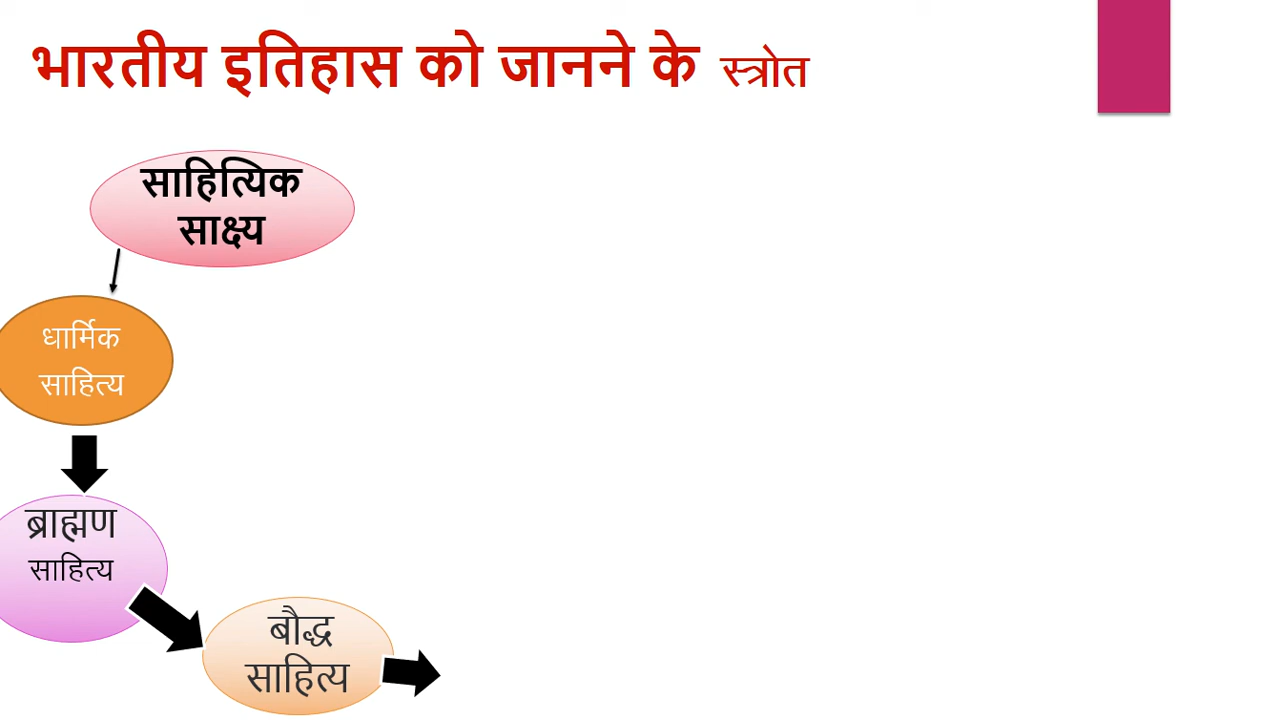 भारतीय इतिहास को जानने के स्त्रोत
साहित्यिक
साक्ष्य
धार्मिक
साहित्य
ब्राह्मण
साहित्य
बौद्ध
साहित्य